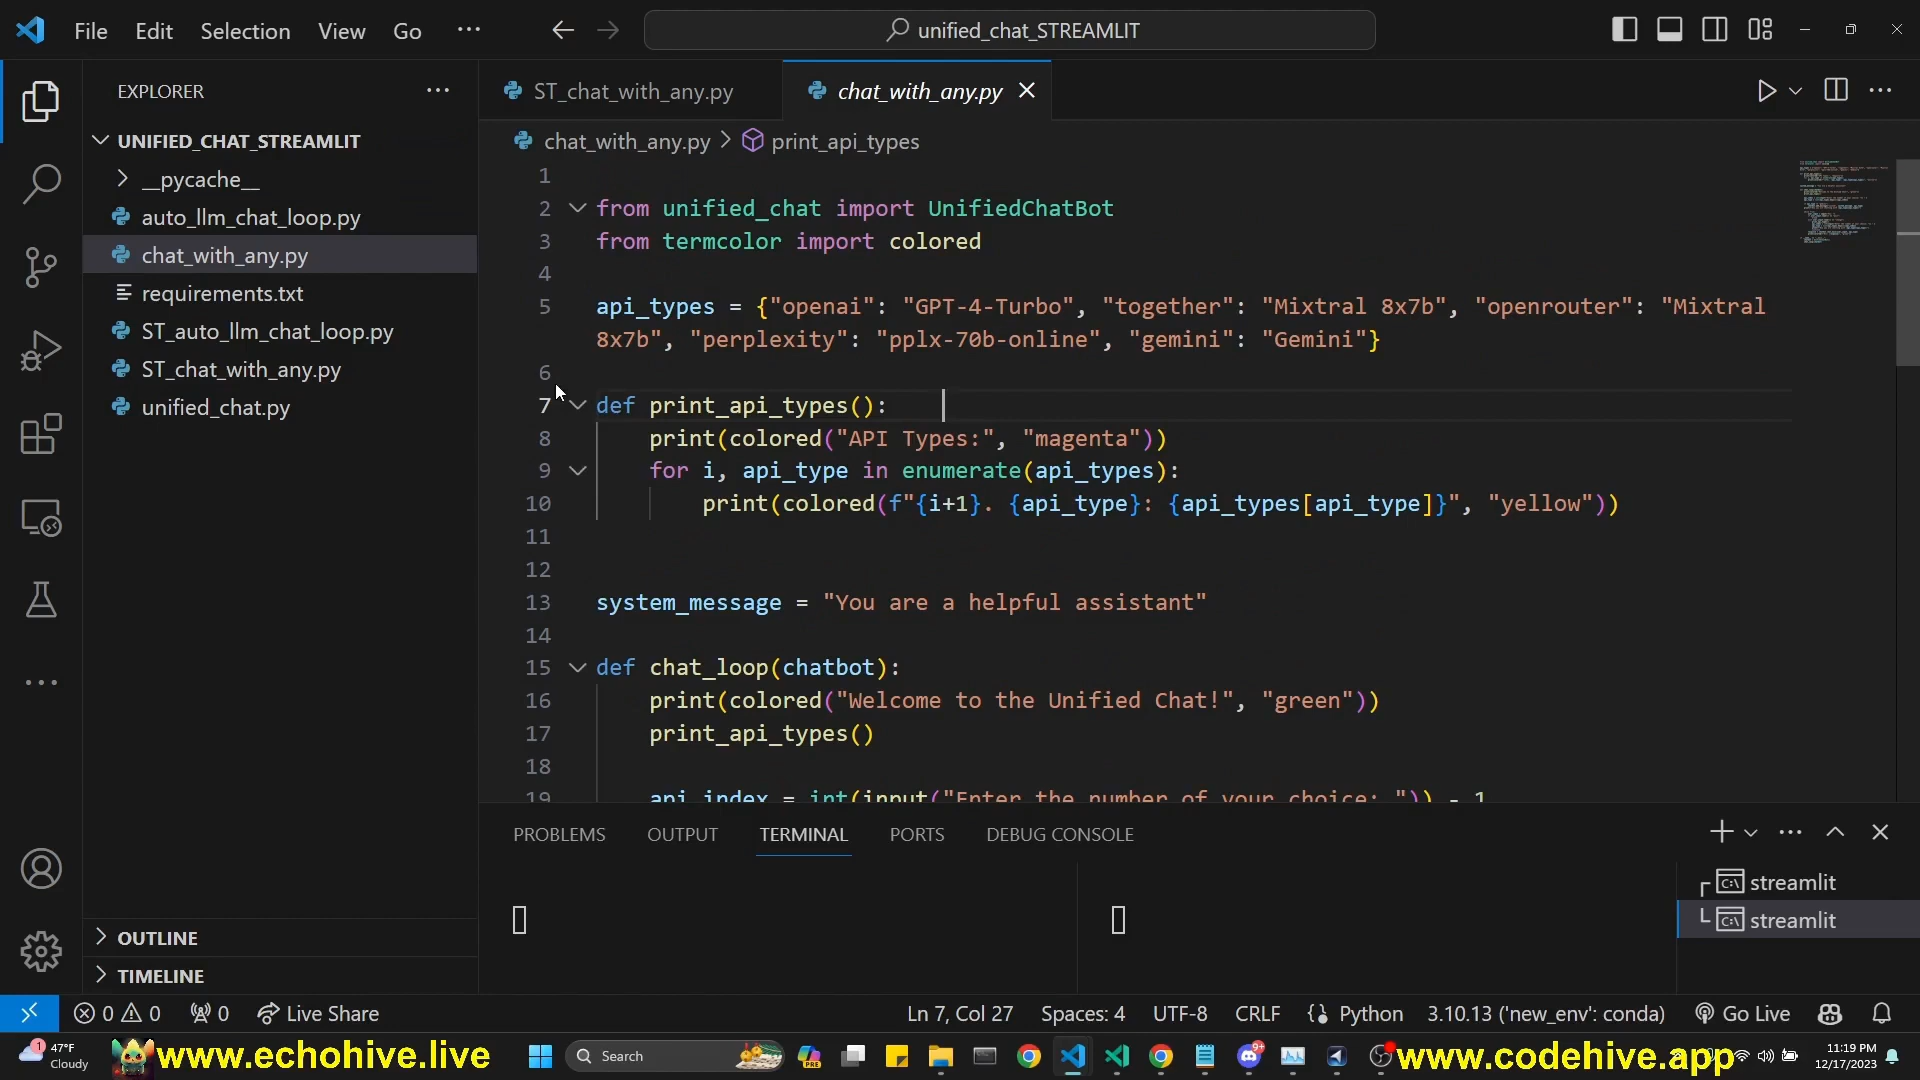 File Edit Selection View Go ··· unified_chat_STREAMLIT
EXPLORER ···
UNIFIED_CHAT_STREAMLIT
__pycache__
auto_llm_chat_loop.py
chat_with_any.py
requirements.txt
ST_auto_llm_chat_loop.py
ST_chat_with_any.py
unified_chat.py
OUTLINE
TIMELINE
ST_chat_with_any.py chat_with_any.py
chat_with_any.py > print_api_types
1
2 from unified_chat import UnifiedChatBot
3 from termcolor import colored
4
5 api_types = {"openai": "GPT-4-Turbo", "together": "Mixtral 8x7b", "openrouter": "Mixtral
8x7b", "perplexity": "pplx-70b-online", "gemini": "Gemini"}
6
7 def print_api_types():
8 print(colored("API Types:", "magenta"))
9 for i, api_type in enumerate(api_types):
10 print(colored(f"{i+1}. {api_type}: {api_types[api_type]}", "yellow"))
11
12
13 system_message = "You are a helpful assistant"
14
15 def chat_loop(chatbot):
16 print(colored("Welcome to the Unified Chat!", "green"))
17 print_api_types()
18
19 api_index = int(input("Enter the number of your choice: ")) - 1
PROBLEMS OUTPUT TERMINAL PORTS DEBUG CONSOLE
streamlit
streamlit
0 0 0 Live Share Ln 7, Col 27 Spaces: 4 UTF-8 CRLF Python 3.10.13 ('new_env': conda) Go Live
1 47°F
Cloudy
www.echohive.live
Search
PRE
9+
www.codehive.app
11:19 PM
12/17/2023